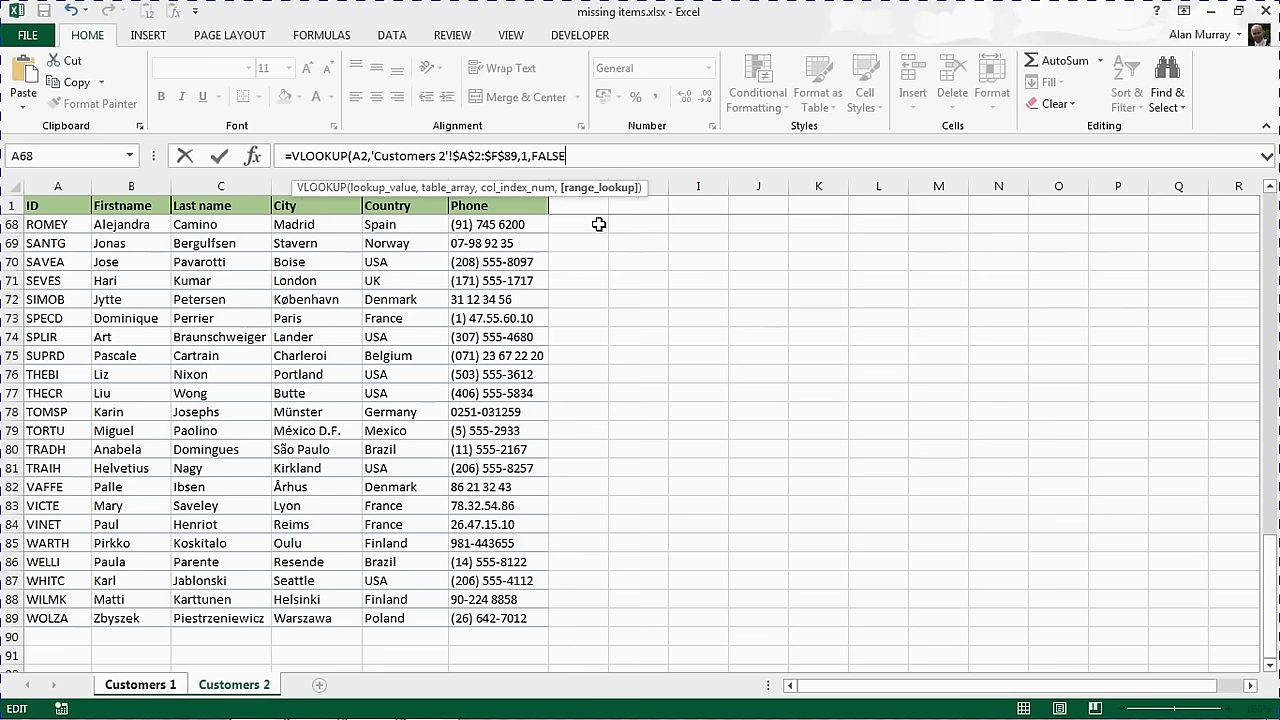 missing items.xlsx - Excel
FILE HOME INSERT PAGE LAYOUT FORMULAS DATA REVIEW VIEW DEVELOPER Alan Murray
Paste Cut Copy Format Painter
Clipboard
11 B I U A
Font
Wrap Text Merge & Center
Alignment
General %
Number
Conditional Formatting Format as Table Cell Styles
Styles
Insert Delete Format
Cells
AutoSum Fill Clear Sort & Filter Find & Select
Editing
A68 fx =VLOOKUP(A2,'Customers 2'!$A$2:$F$89,1,FALSE
VLOOKUP(lookup_value, table_array, col_index_num, [range_lookup])
A B C D E I J K L M N O P Q R
1 ID Firstname Last name City Country Phone
68 ROMEY Alejandra Camino Madrid Spain (91) 745 6200
69 SANTG Jonas Bergulfsen Stavern Norway 07-98 92 35
70 SAVEA Jose Pavarotti Boise USA (208) 555-8097
71 SEVES Hari Kumar London UK (171) 555-1717
72 SIMOB Jytte Petersen København Denmark 31 12 34 56
73 SPECD Dominique Perrier Paris France (1) 47.55.60.10
74 SPLIR Art Braunschweiger Lander USA (307) 555-4680
75 SUPRD Pascale Cartrain Charleroi Belgium (071) 23 67 22 20
76 THEBI Liz Nixon Portland USA (503) 555-3612
77 THECR Liu Wong Butte USA (406) 555-5834
78 TOMSP Karin Josephs Münster Germany 0251-031259
79 TORTU Miguel Paolino México D.F. Mexico (5) 555-2933
80 TRADH Anabela Domingues São Paulo Brazil (11) 555-2167
81 TRAIH Helvetius Nagy Kirkland USA (206) 555-8257
82 VAFFE Palle Ibsen Århus Denmark 86 21 32 43
83 VICTE Mary Saveley Lyon France 78.32.54.86
84 VINET Paul Henriot Reims France 26.47.15.10
85 WARTH Pirkko Koskitalo Oulu Finland 981-443655
86 WELLI Paula Parente Resende Brazil (14) 555-8122
87 WHITC Karl Jablonski Seattle USA (206) 555-4112
88 WILMK Matti Karttunen Helsinki Finland 90-224 8858
89 WOLZA Zbyszek Piestrzeniewicz Warszawa Poland (26) 642-7012
90
91
Customers 1 Customers 2
EDIT